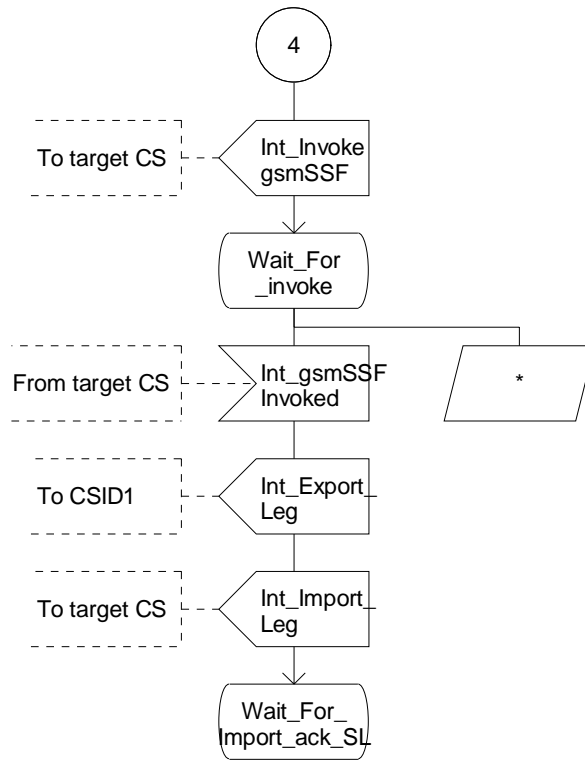 4
To target CS
Int_Invoke
gsmSSF
Wait_For
_invoke
From target CS
Int_gsmSSF
Invoked
*
To CSID1
Int_Export_
Leg
To target CS
Int_Import_
Leg
Wait_For_
Import_ack_SL